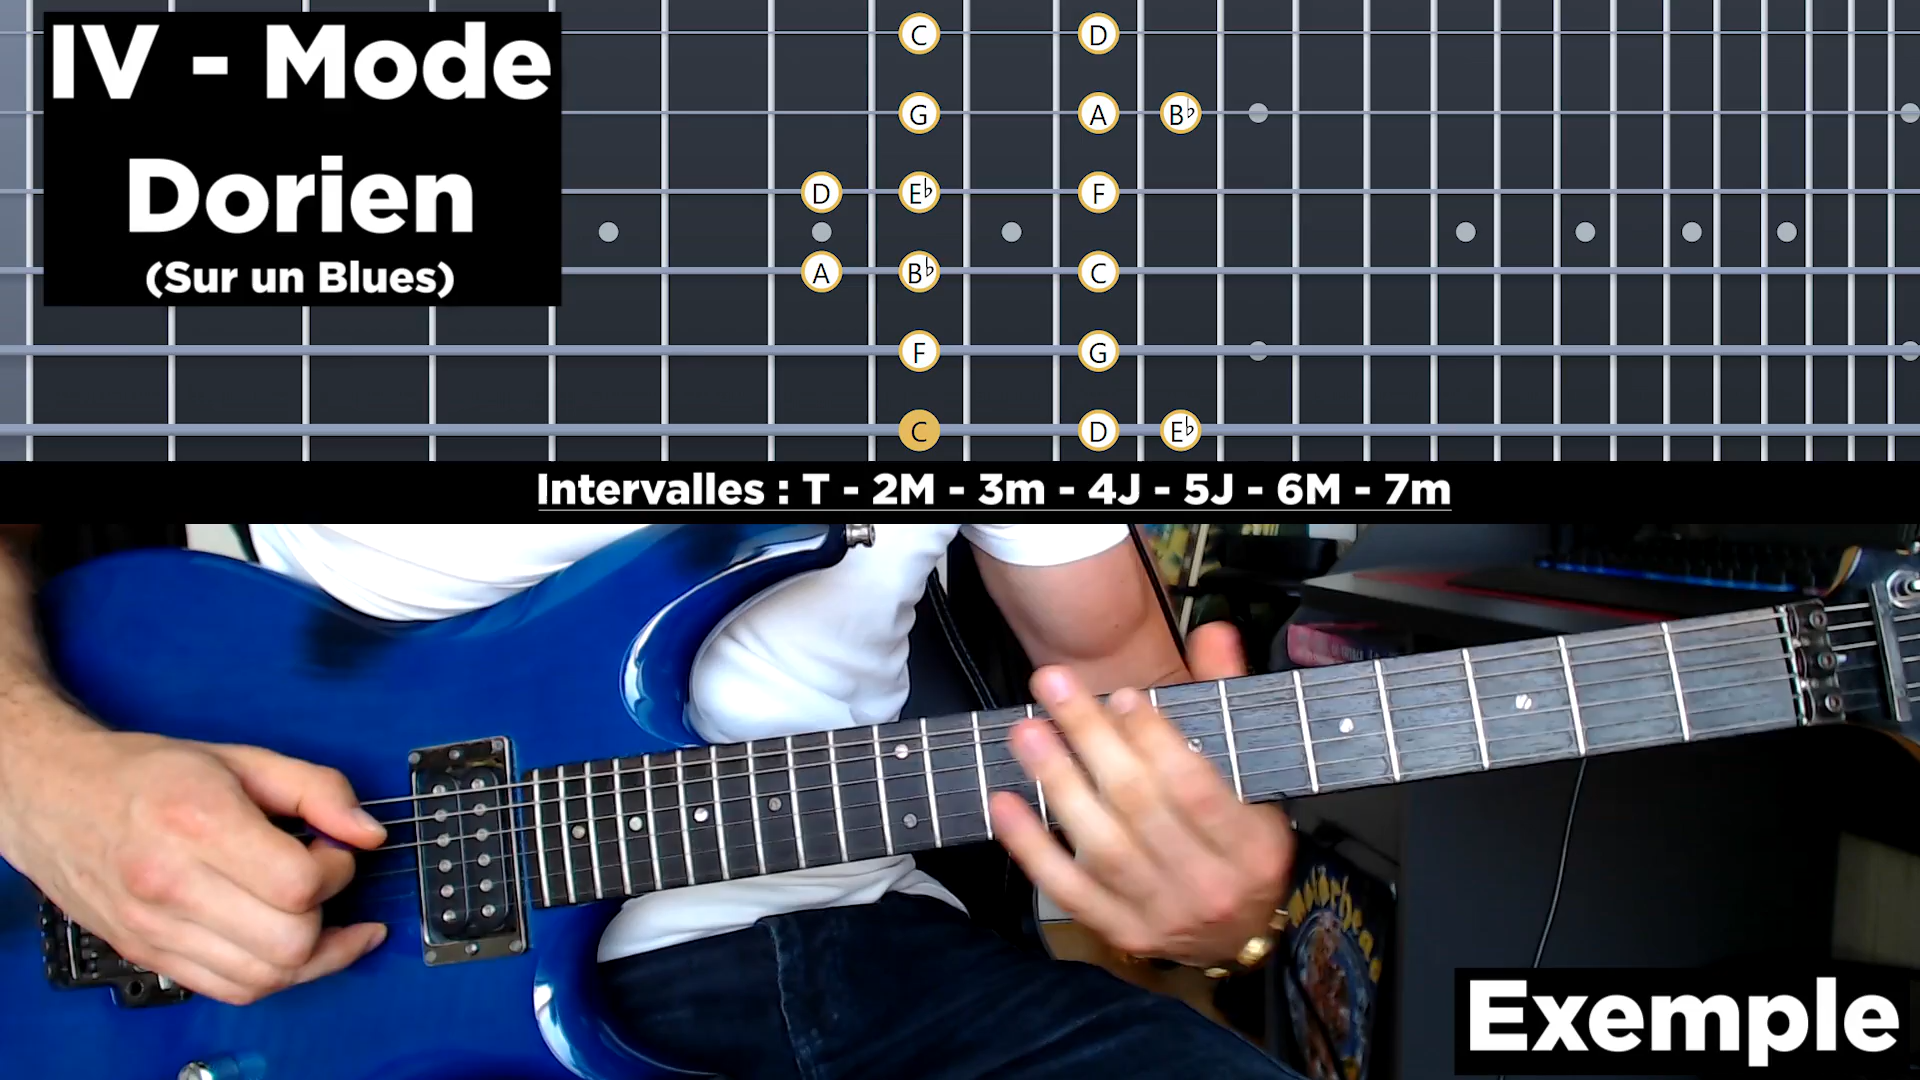 IV - Mode
Dorien
(Sur un Blues)
C D
G A B♭
D E♭ F
A B♭ C
F G
C D E♭
Intervalles : T - 2M - 3m - 4J - 5J - 6M - 7m
Exemple